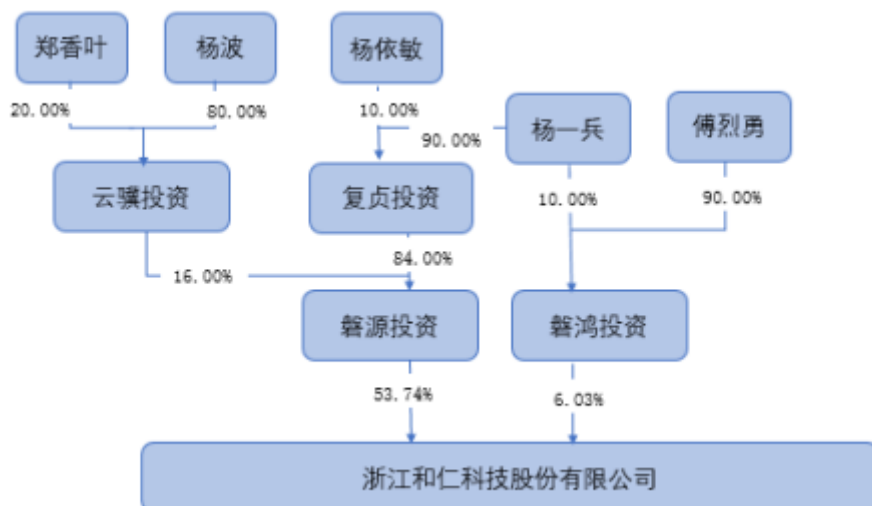 郑香叶
杨波
杨依敏
20.00%
80.00%
10.00%
杨一兵
傅烈勇
90.00%
云骥投资
复贞投资
10.00%
90.00%
84.00%
16.00%
磐源投资
磐鸿投资
53.74%
6.03%
浙江和仁科技股份有限公司